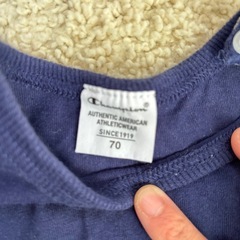 Champion
AUTHENTIC AMERICAN
ATHLETICWEAR
SINCE 1919
70